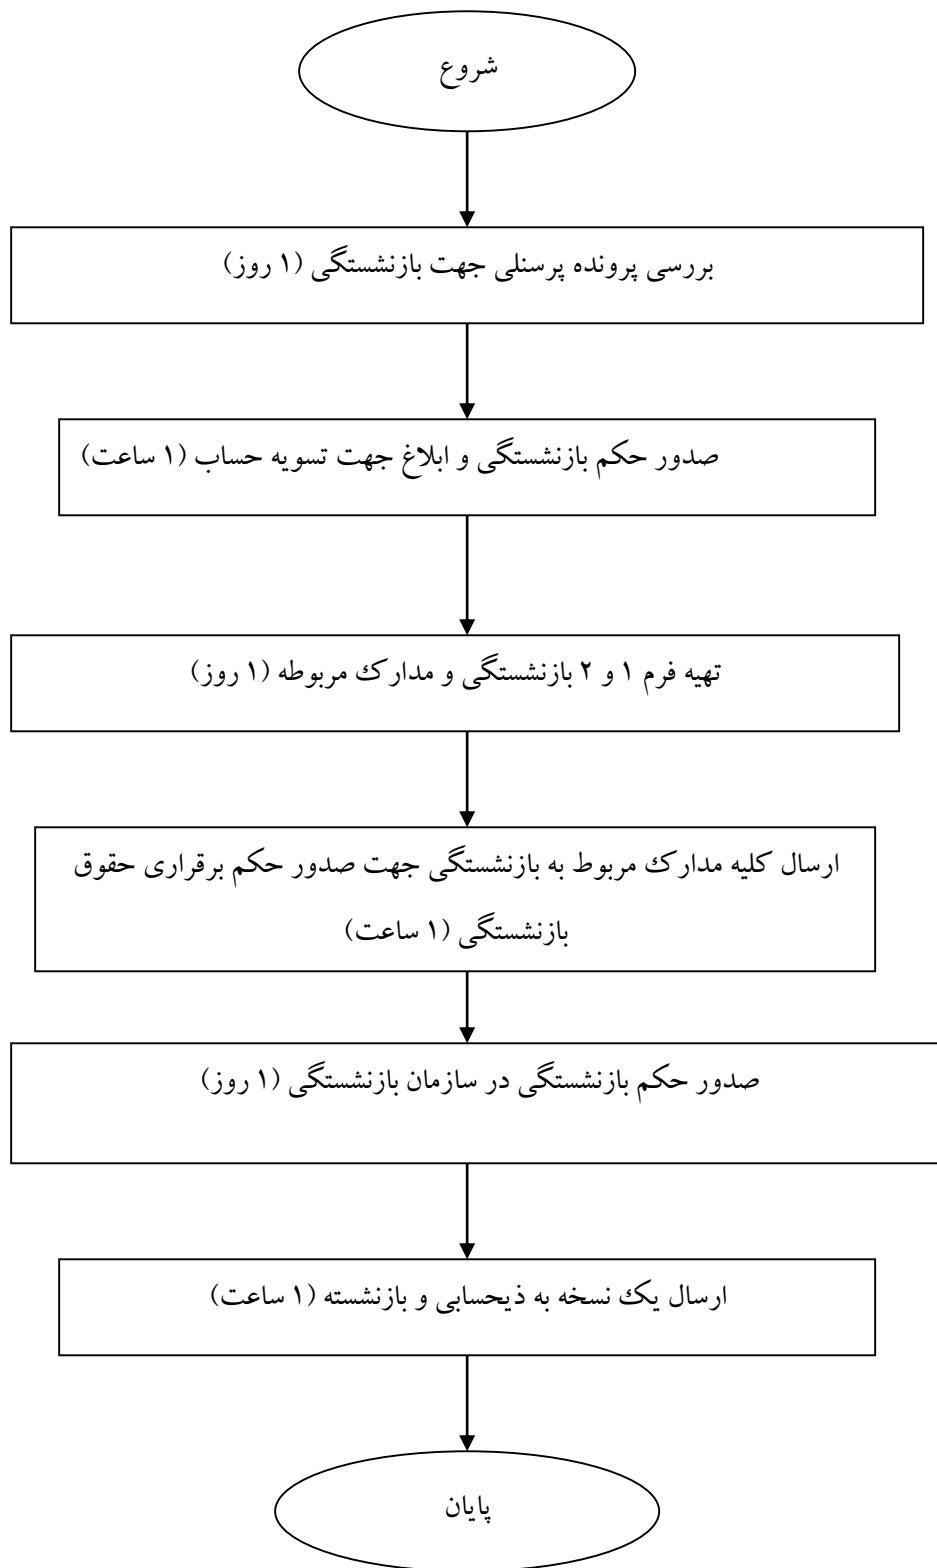 شروع
بررسی پرونده پرسنلی جهت بازنشستگی (۱ روز)
صدور حکم بازنشستگی و ابلاغ جهت تسویه حساب (۱ ساعت)
تهیه فرم ۱ و ۲ بازنشستگی و مدارک مربوطه (۱ روز)
ارسال کلیه مدارک مربوط به بازنشستگی جهت صدور حکم برقراری حقوق
بازنشستگی (۱ ساعت)
صدور حکم بازنشستگی در سازمان بازنشستگی (۱ روز)
ارسال یک نسخه به ذیحسابی و بازنشسته (۱ ساعت)
پایان